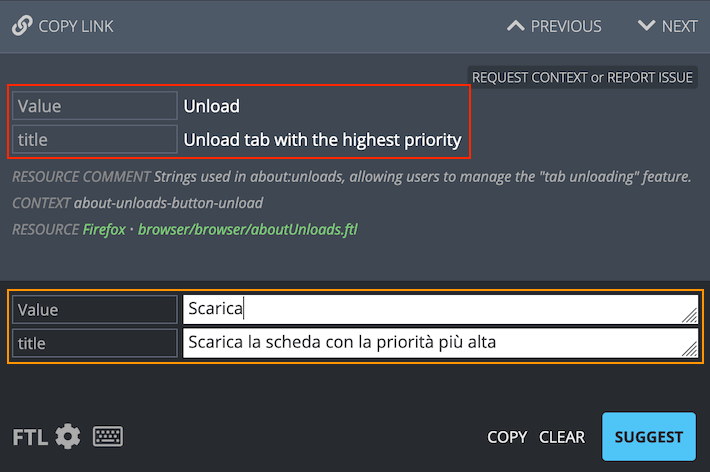 COPY LINK PREVIOUS NEXT
REQUEST CONTEXT or REPORT ISSUE
Value Unload
title Unload tab with the highest priority
RESOURCE COMMENT Strings used in about:unloads, allowing users to manage the "tab unloading" feature.
CONTEXT about-unloads-button-unload
RESOURCE Firefox • browser/browser/aboutUnloads.ftl
Value Scarica
title Scarica la scheda con la priorità più alta
FTL COPY CLEAR SUGGEST